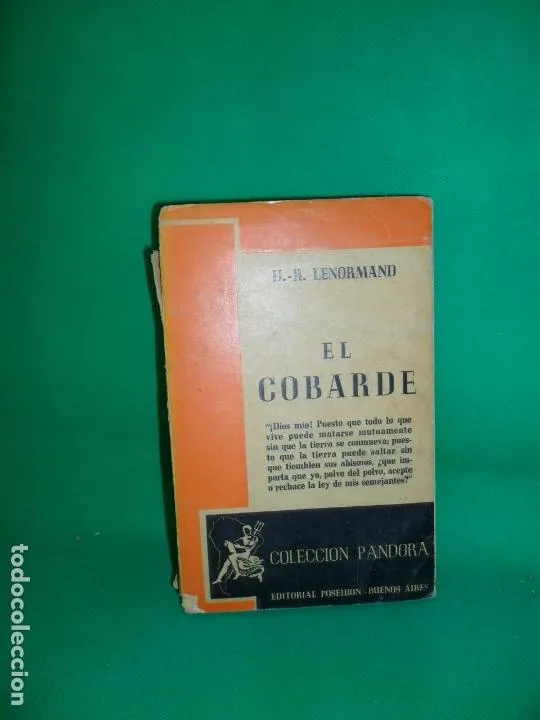 H.-R. LENORMAND
EL
COBARDE
"¡Dios mío! Puesto que todo lo que
vive puede matarse mutuamente
sin que la tierra se conmueva; pues-
to que la tierra puede saltar sin
que tiemblen sus abismos, ¿que im-
porta que yo, polvo del polvo, acepte
o rechace la ley de mis semejantes?"
COLECCION PANDORA
EDITORIAL POSEIDON - BUENOS AIRES
todocoleccion